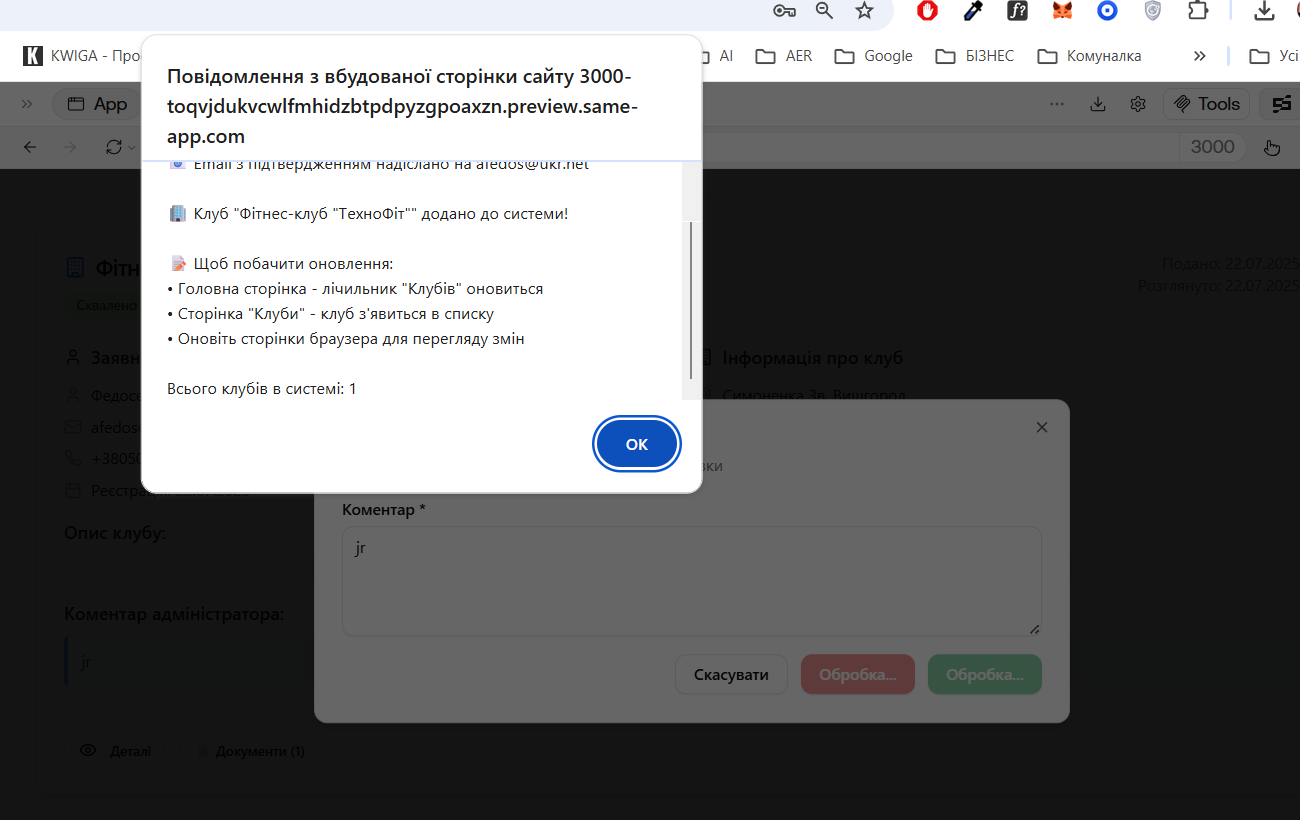 KWIGA - Про
AI
AER
Google
БІЗНЕС
Комуналка
Усі
App
Tools
3000
Повідомлення з вбудованої сторінки сайту 3000-
toqvjdukvcwlfmhidzbtpdpyzgpoaxzn.preview.same-
app.com
Email з підтвердженням надіслано на afedos@ukr.net
Клуб "Фітнес-клуб "ТехноФіт"" додано до системи!
Щоб побачити оновлення:
• Головна сторінка - лічильник "Клубів" оновиться
• Сторінка "Клуби" - клуб з'явиться в списку
• Оновіть сторінки браузера для перегляду змін
Всього клубів в системі: 1
ОК
Фітн
Схвалено
Подано: 22.07.2025
Розглянуто: 22.07.2025
Заявн
Інформація про клуб
Федосе
Симоненка 3в, Вишгород
afedos
+3805
Реєстрац
вки
Опис клубу:
Коментар *
jr
Коментар адміністратора:
jr
Скасувати
Обробка...
Обробка...
Деталі
Документи (1)